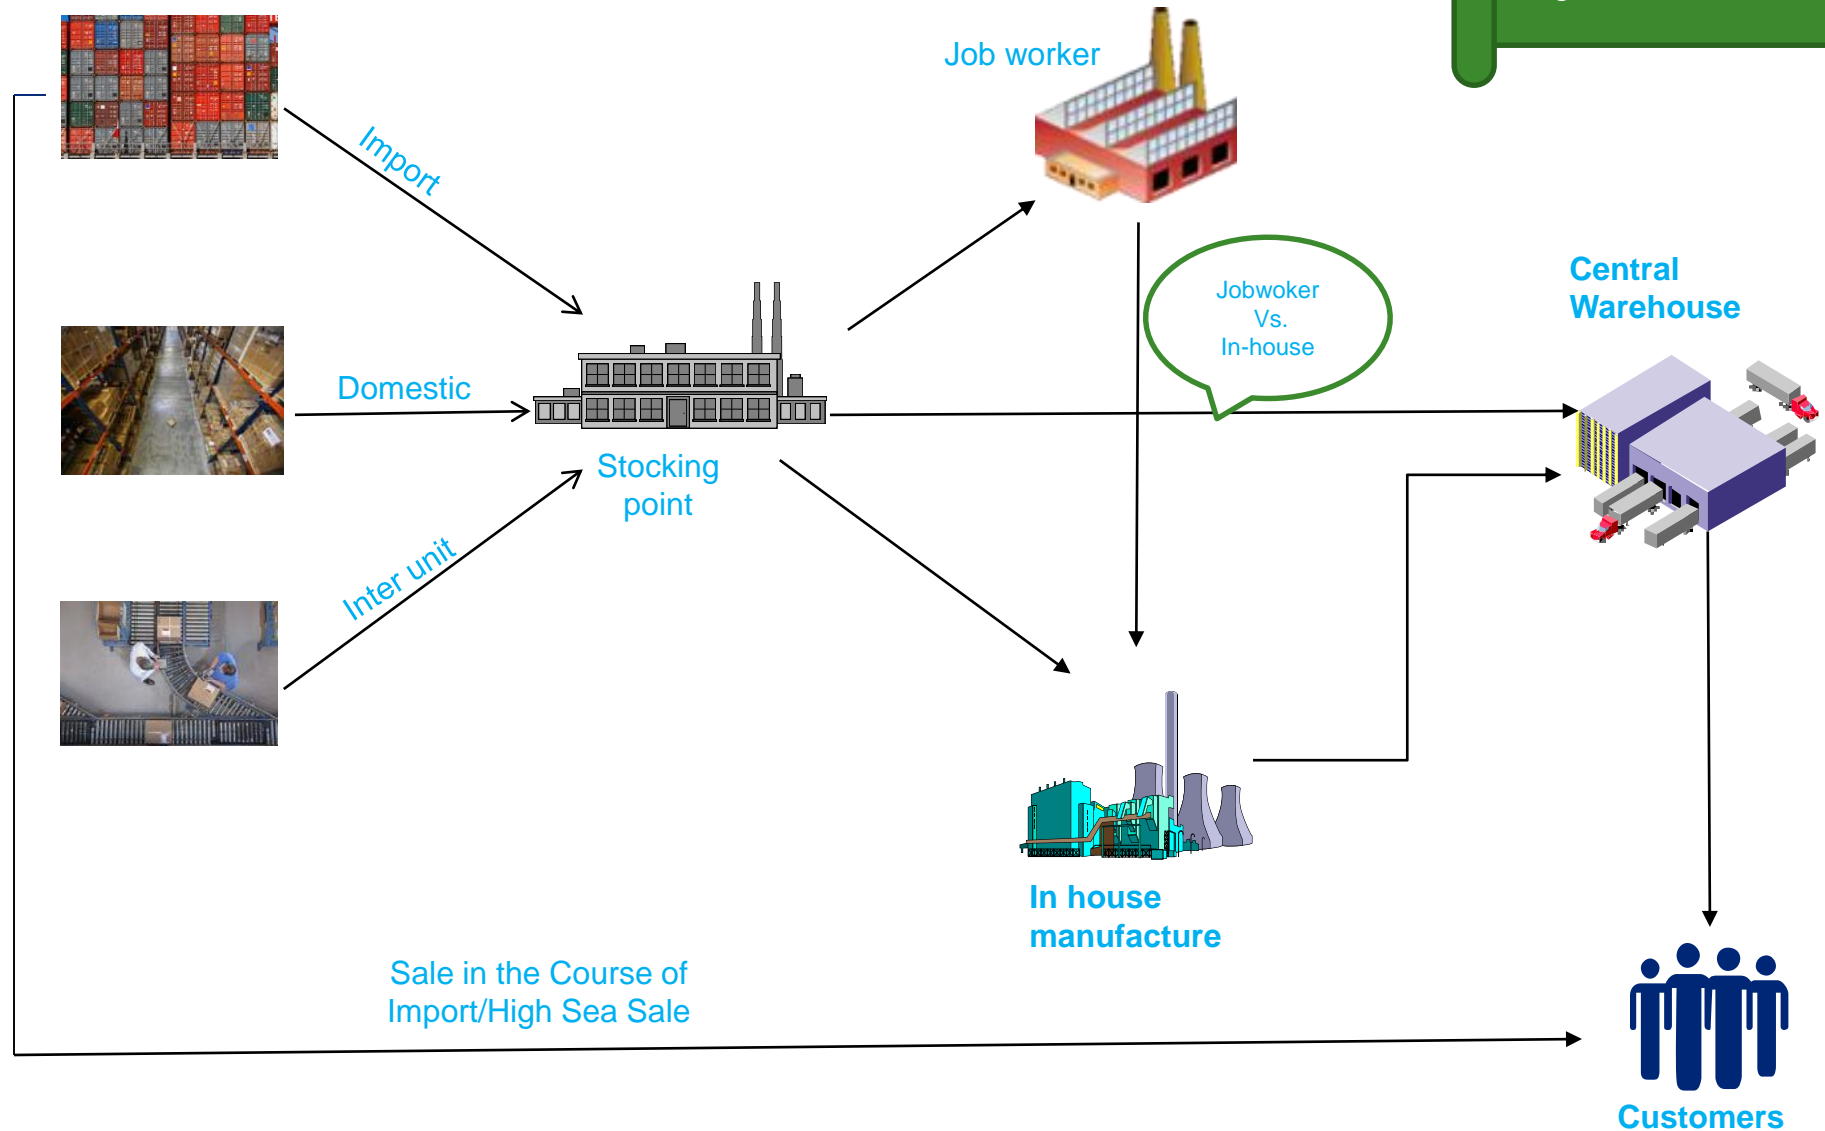 Job worker
Import
Jobwoker
Vs.
In-house
Central
Warehouse
Domestic
Stocking
point
Inter unit
In house
manufacture
Sale in the Course of
Import/High Sea Sale
Customers